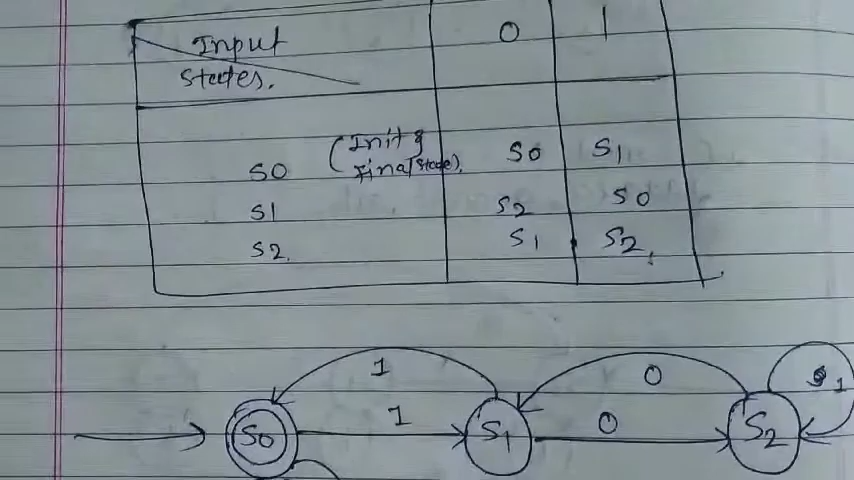 Input 0 1
States.
S0 (Init & Final State). S0 S1
S1 S2 S0
S2. S1 S2.
1 0 1
S0 1 S1 0 S2